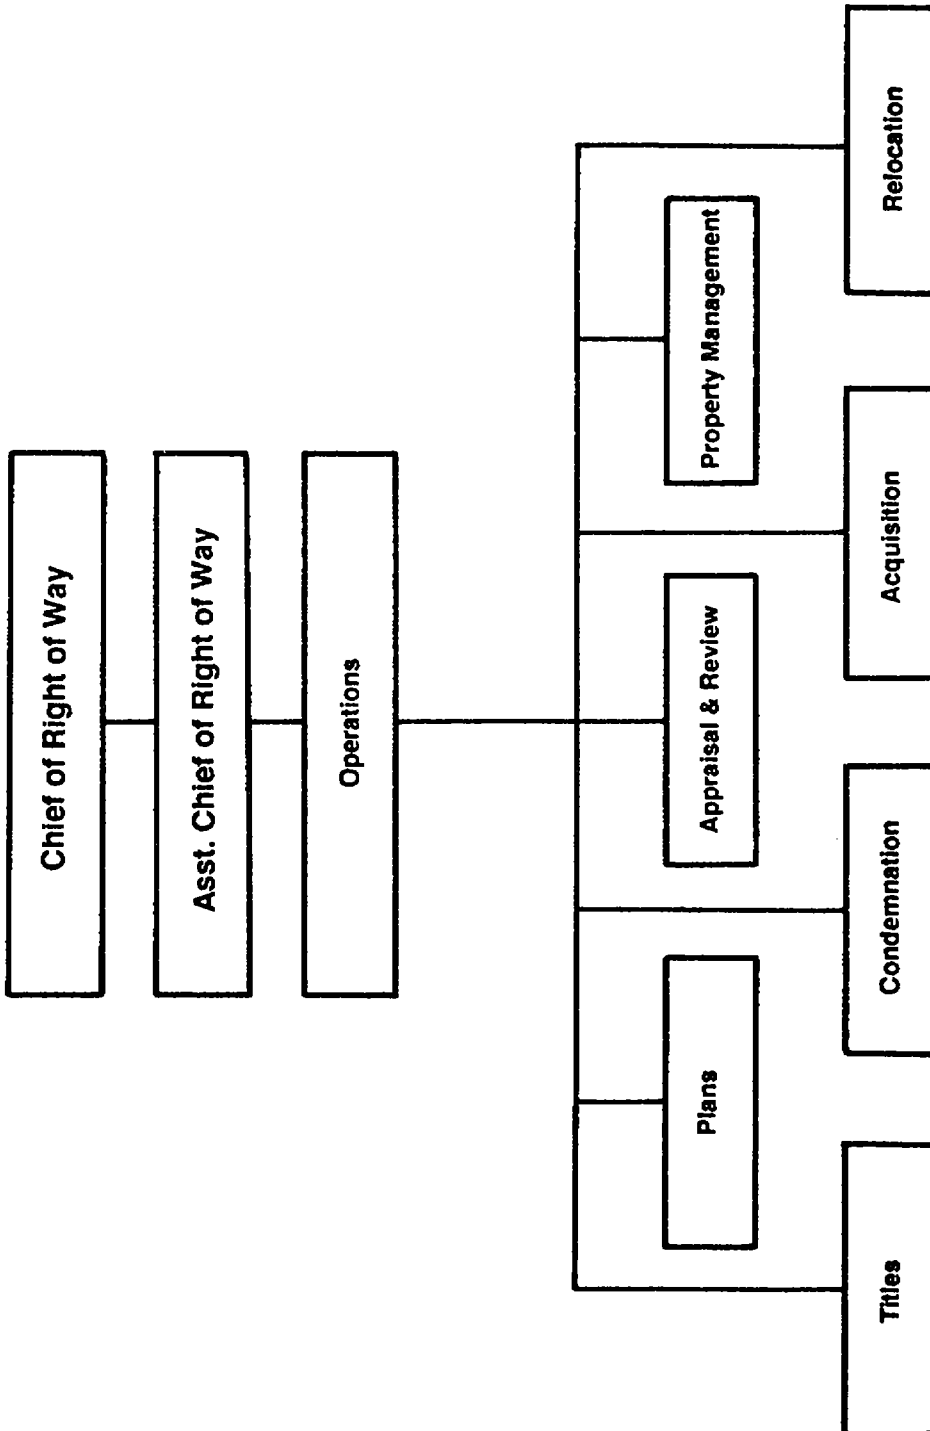 Chief of Right of Way
Asst. Chief of Right of Way
Operations
Plans
Appraisal & Review
Property Management
Titles
Condemnation
Acquisition
Relocation